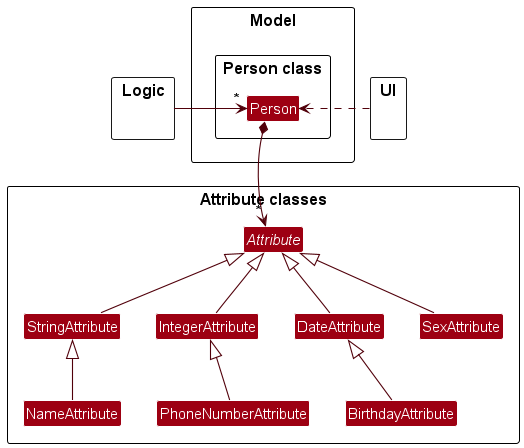 Model
Person class
Logic
UI
*
Person
Attribute classes
*
Attribute
StringAttribute
IntegerAttribute
DateAttribute
SexAttribute
NameAttribute
PhoneNumberAttribute
BirthdayAttribute